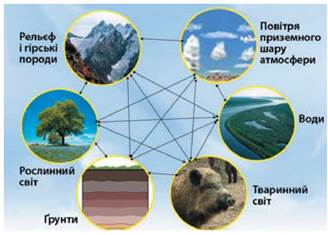 Рельєф
і гірські
породи
Повітря
приземного
шару
атмосфери
Води
Рослинний
світ
Тваринний
світ
Ґрунти